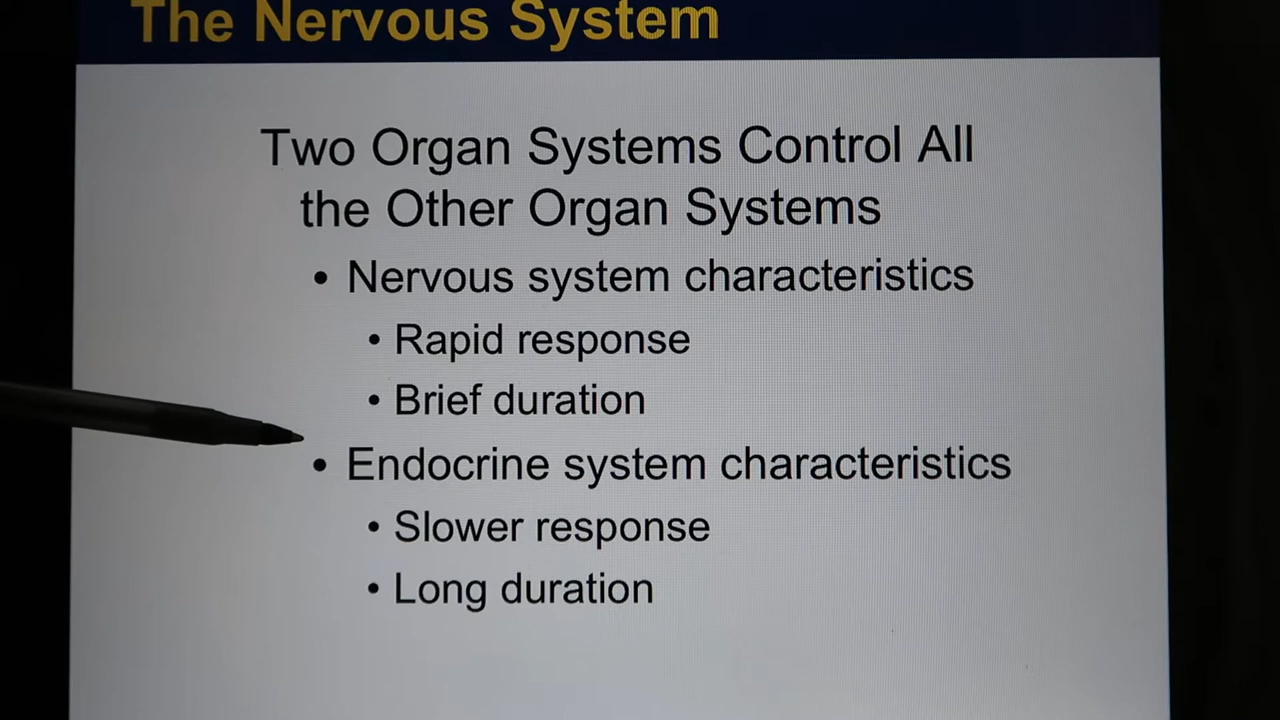 The Nervous System
Two Organ Systems Control All
the Other Organ Systems
• Nervous system characteristics
• Rapid response
• Brief duration
• Endocrine system characteristics
• Slower response
• Long duration